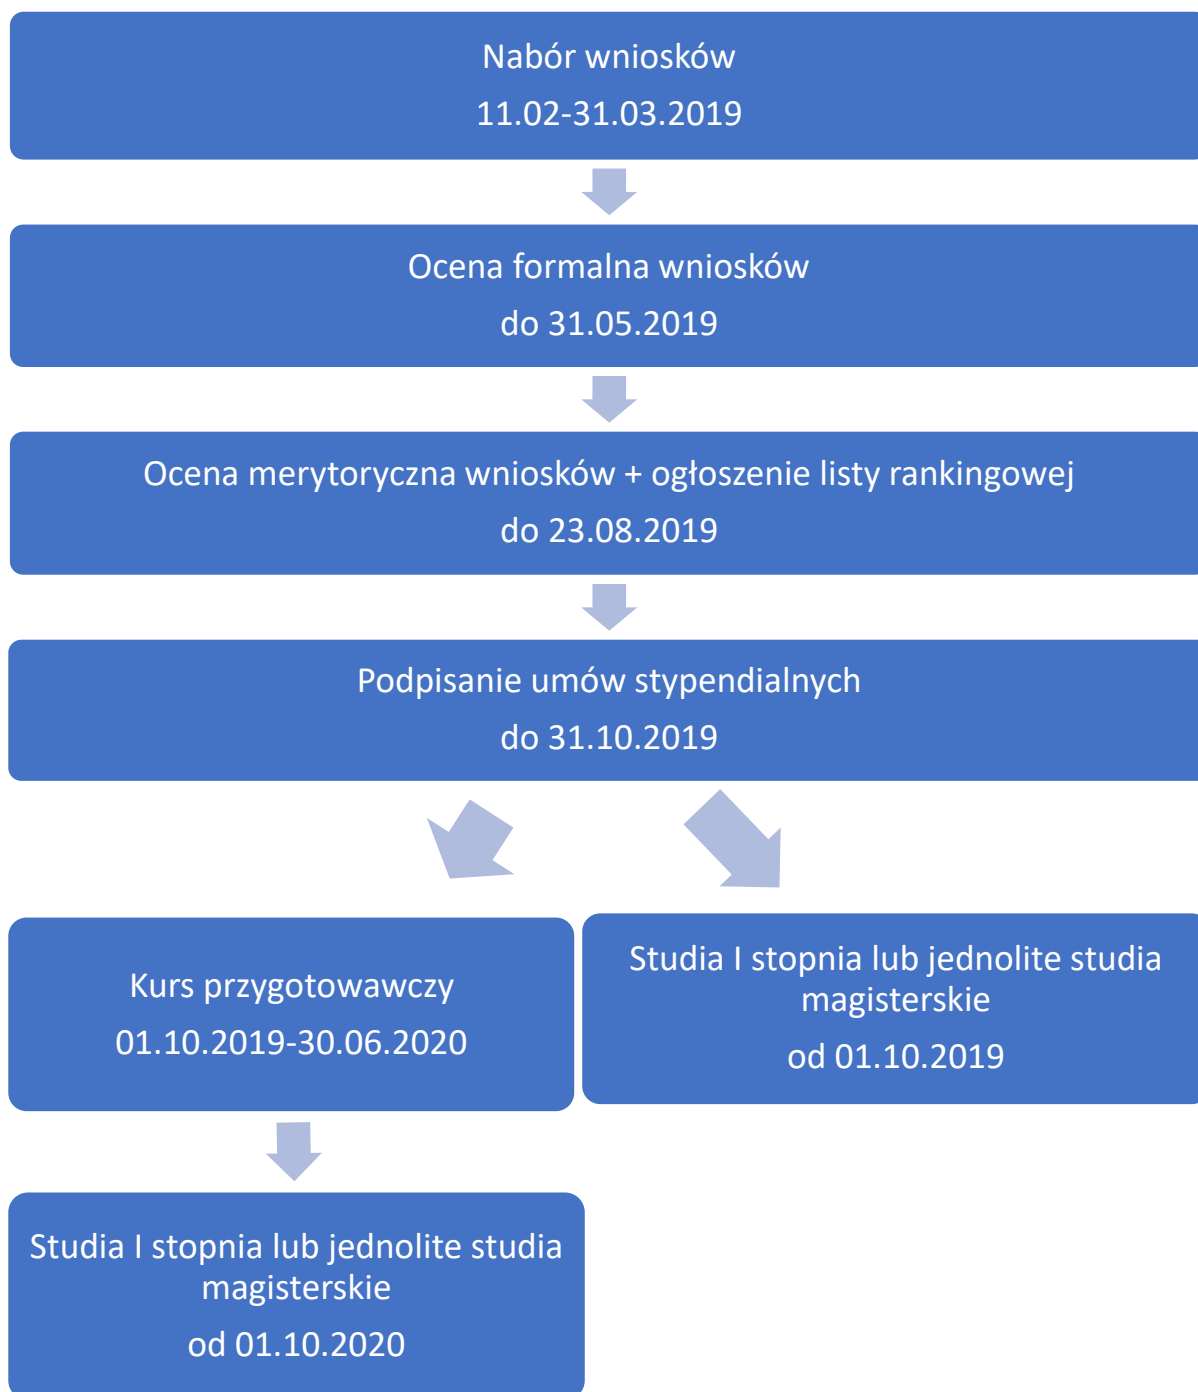 Nabór wniosków
11.02-31.03.2019
Ocena formalna wniosków
do 31.05.2019
Ocena merytoryczna wniosków + ogłoszenie listy rankingowej
do 23.08.2019
Podpisanie umów stypendialnych
do 31.10.2019
Kurs przygotowawczy
01.10.2019-30.06.2020
Studia I stopnia lub jednolite studia
magisterskie
od 01.10.2019
Studia I stopnia lub jednolite studia
magisterskie
od 01.10.2020